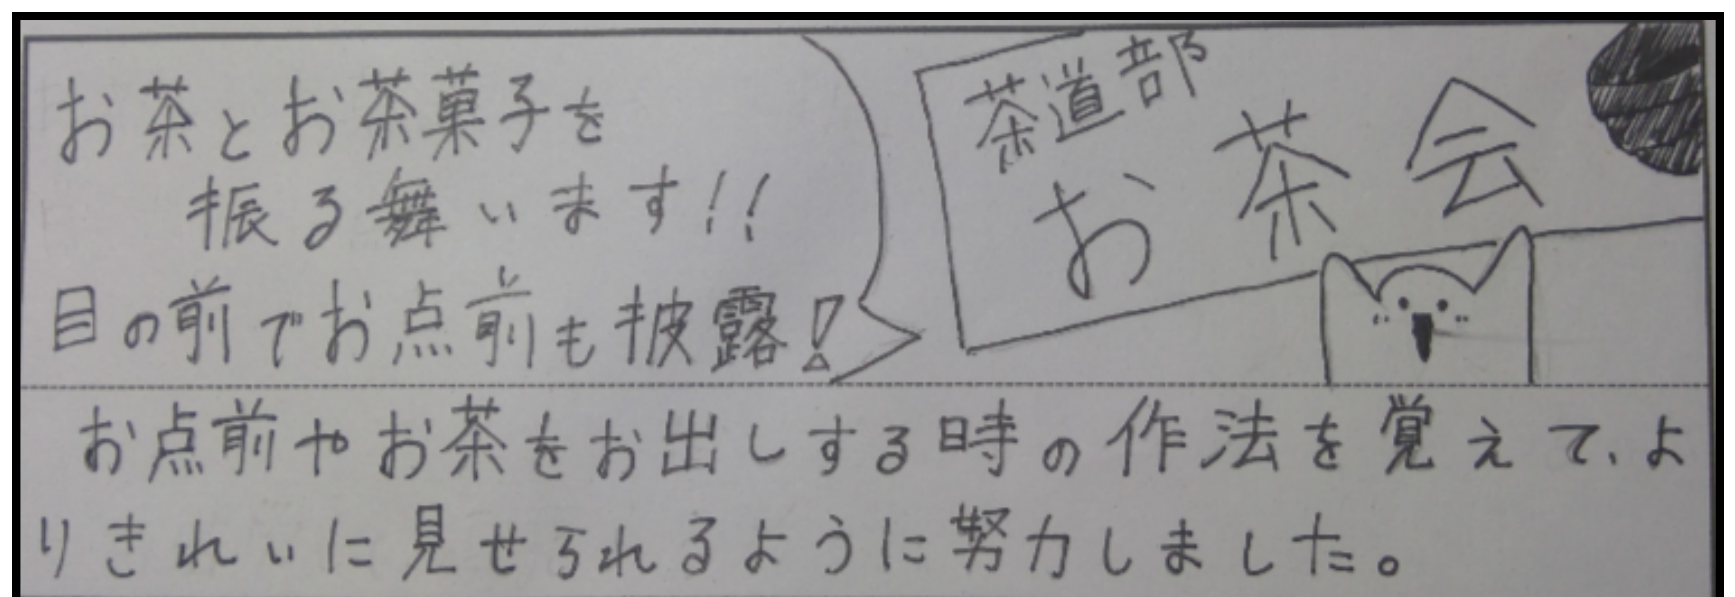 お茶とお茶菓子を
振る舞います!!
目の前でお点前も披露!
茶道部
お茶会
お点前やお茶をお出しする時の作法を覚えて、よ
りきれいに見せられるように努力しました。